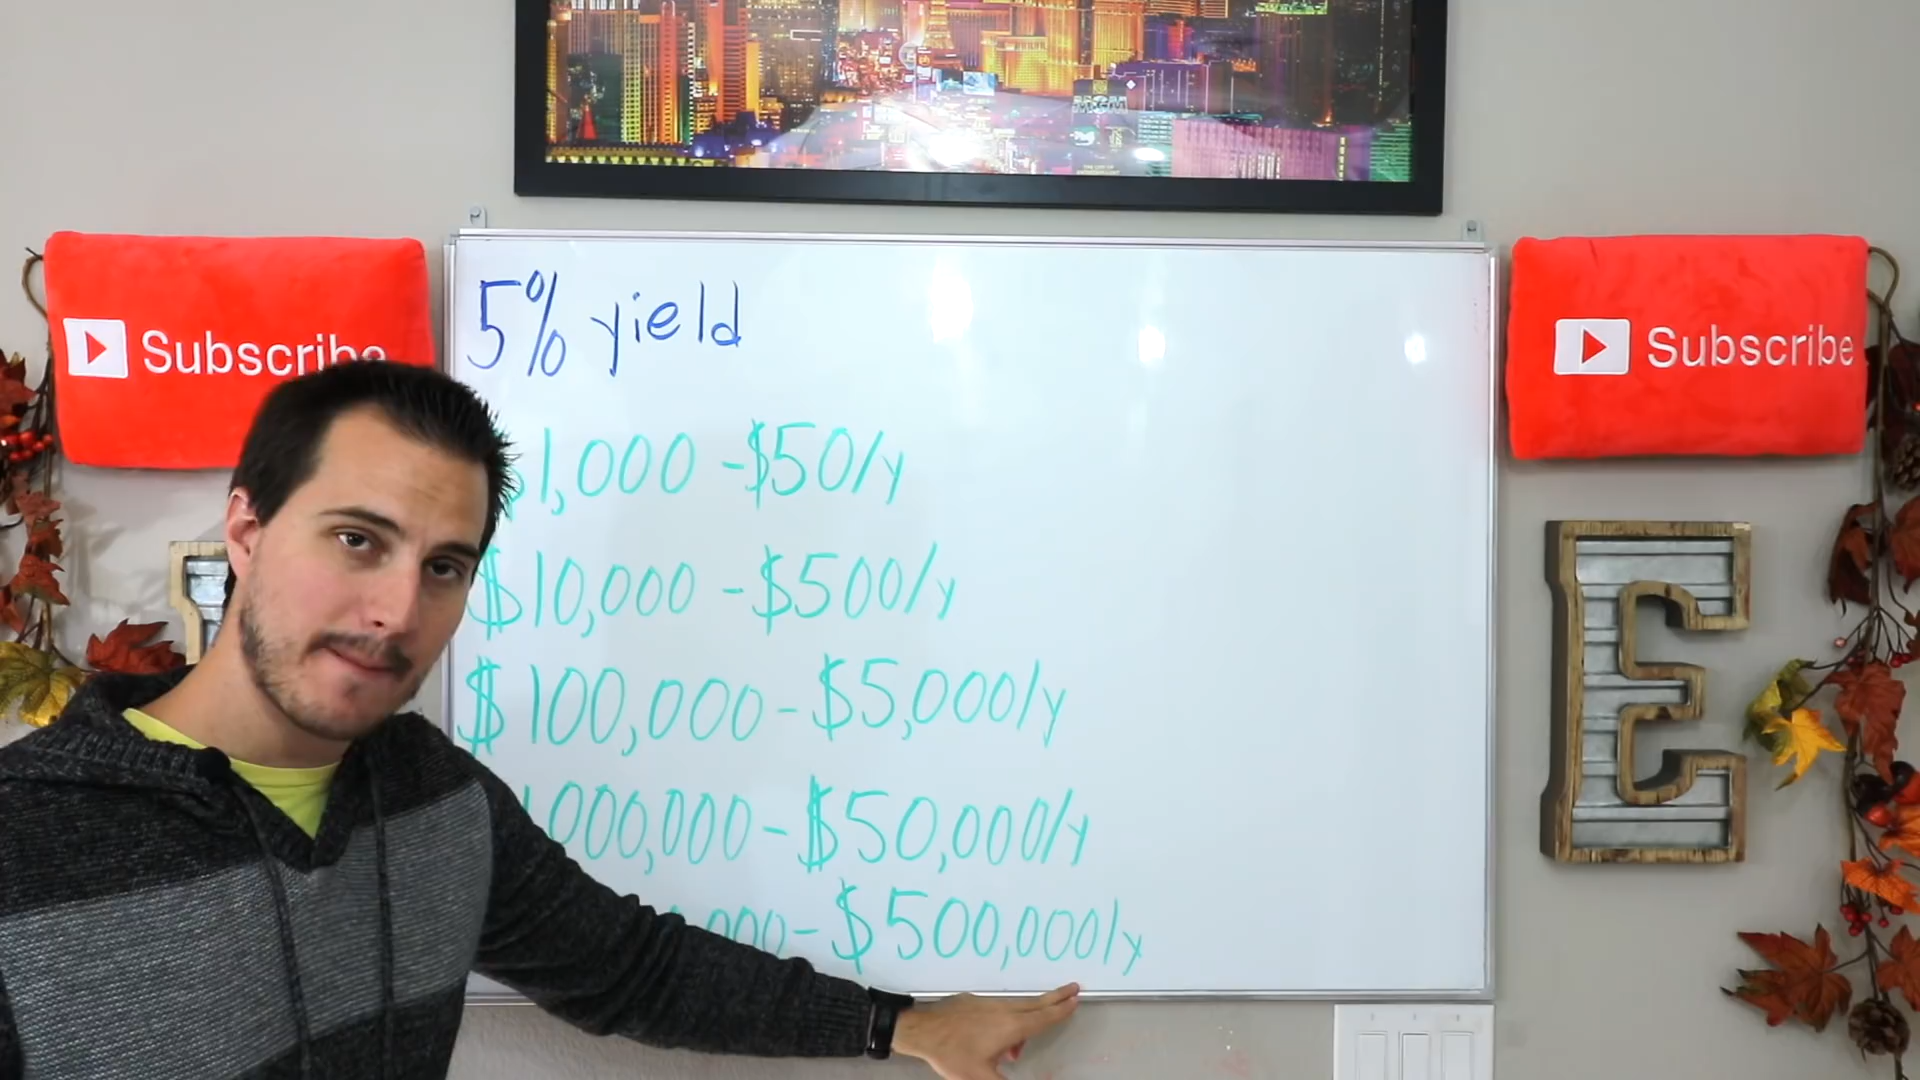 MGM
Subscribe
Subscribe
5% yield
$1,000 - $50/y
$10,000 - $500/y
$100,000 - $5,000/y
000,000 - $50,000/y
000 - $500,000/y
E